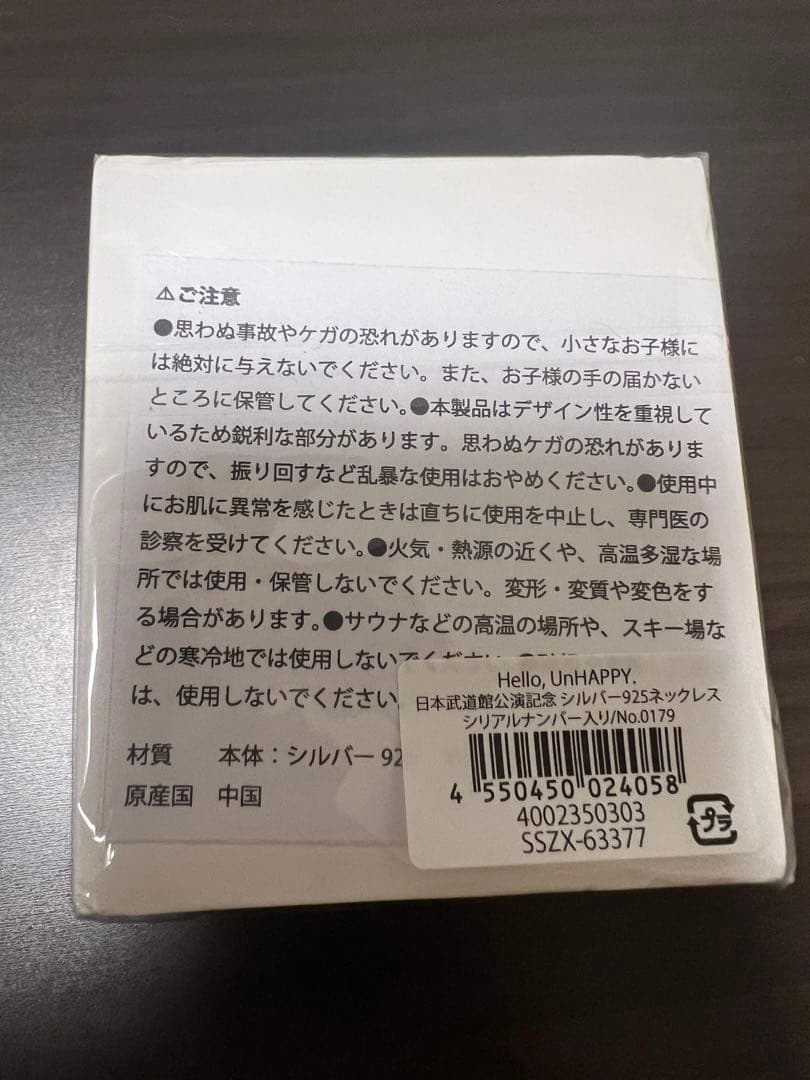 ⚠ご注意
●思わぬ事故やケガの恐れがありますので、小さなお子様に
は絶対に与えないでください。また、お子様の手の届かない
ところに保管してください。●本製品はデザイン性を重視して
いるため鋭利な部分があります。思わぬケガの恐れがありま
すので、振り回すなど乱暴な使用はおやめください。●使用中
にお肌に異常を感じたときは直ちに使用を中止し、専門医の
診察を受けてください。●火気・熱源の近くや、高温多湿な場
所では使用・保管しないでください。変形・変質や変色をす
る場合があります。●サウナなどの高温の場所や、スキー場な
どの寒冷地では使用しないでください。●
は、使用しないでください
材質 本体：シルバー 92
原産国 中国
Hello, UnHAPPY.
日本武道館公演記念 シルバー925ネックレス
シリアルナンバー入り/No.0179
4 550450 024058
4002350303
SSZX-63377
プラ